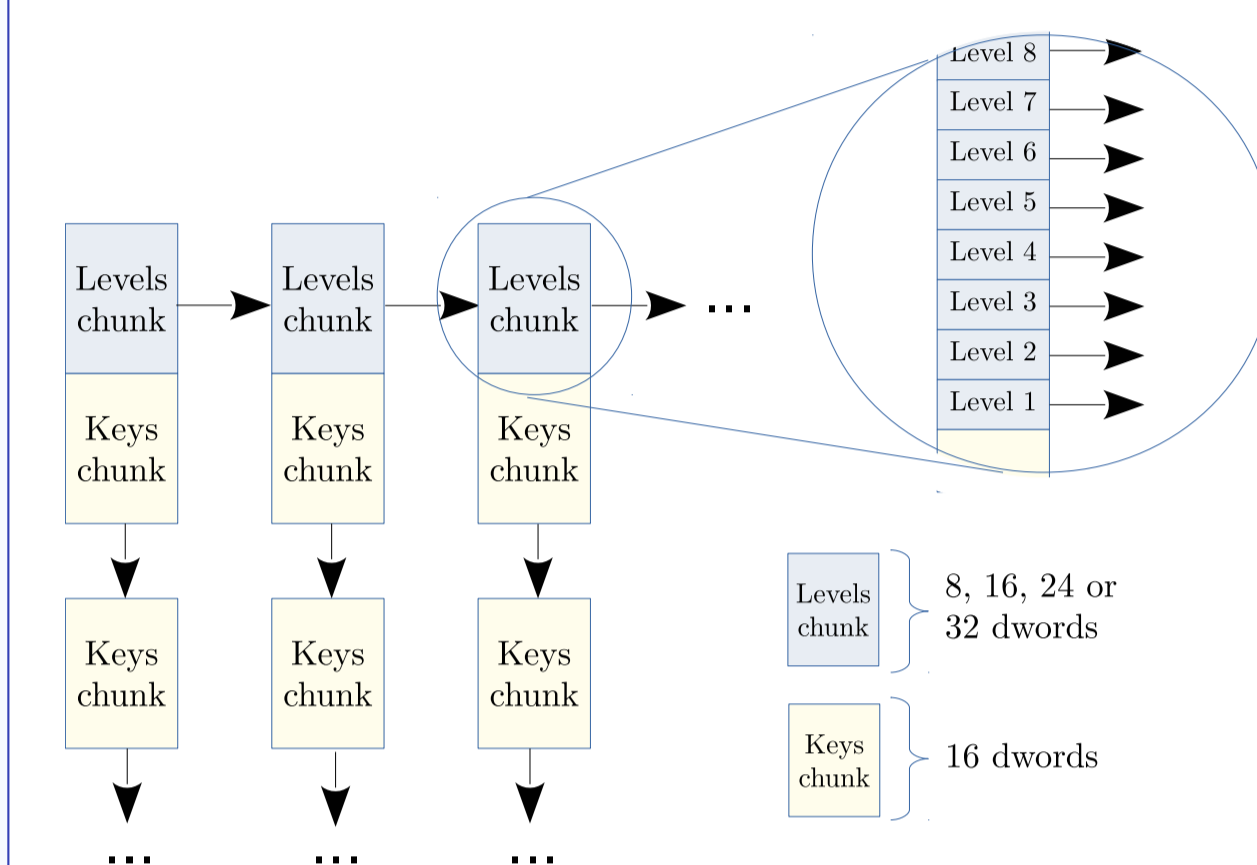 Level 8
Level 7
Level 6
Level 5
Level 4
Level 3
Level 2
Level 1
Levels
chunk
Levels
chunk
Levels
chunk
...
Keys
chunk
Keys
chunk
Keys
chunk
Keys
chunk
Keys
chunk
Keys
chunk
...
...
...
Levels
chunk
8, 16, 24 or
32 dwords
Keys
chunk
16 dwords